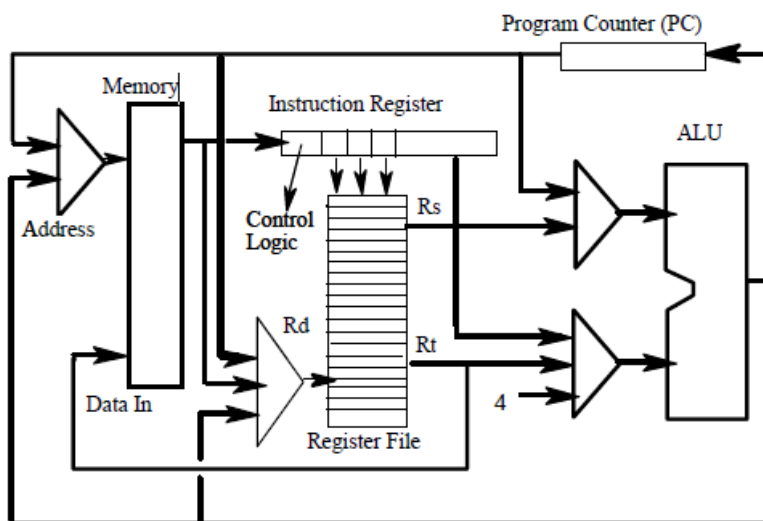 Program Counter (PC)
Memory
Instruction Register
ALU
Rs
Control
Logic
Address
Rd
Rt
4
Data In
Register File